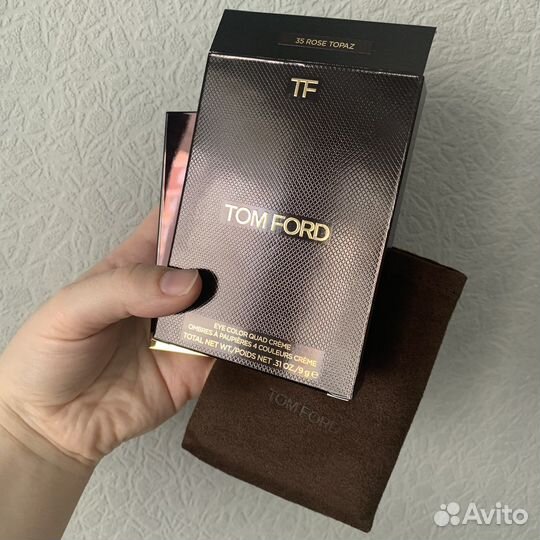 35 ROSE TOPAZ
TF
TOM FORD
EYE COLOR QUAD CRÈME
OMBRES À PAUPIÈRES 4 COULEURS CRÈME
TOTAL NET WT./POIDS NET .31 OZ./9 g ℮
TOM FORD
Avito